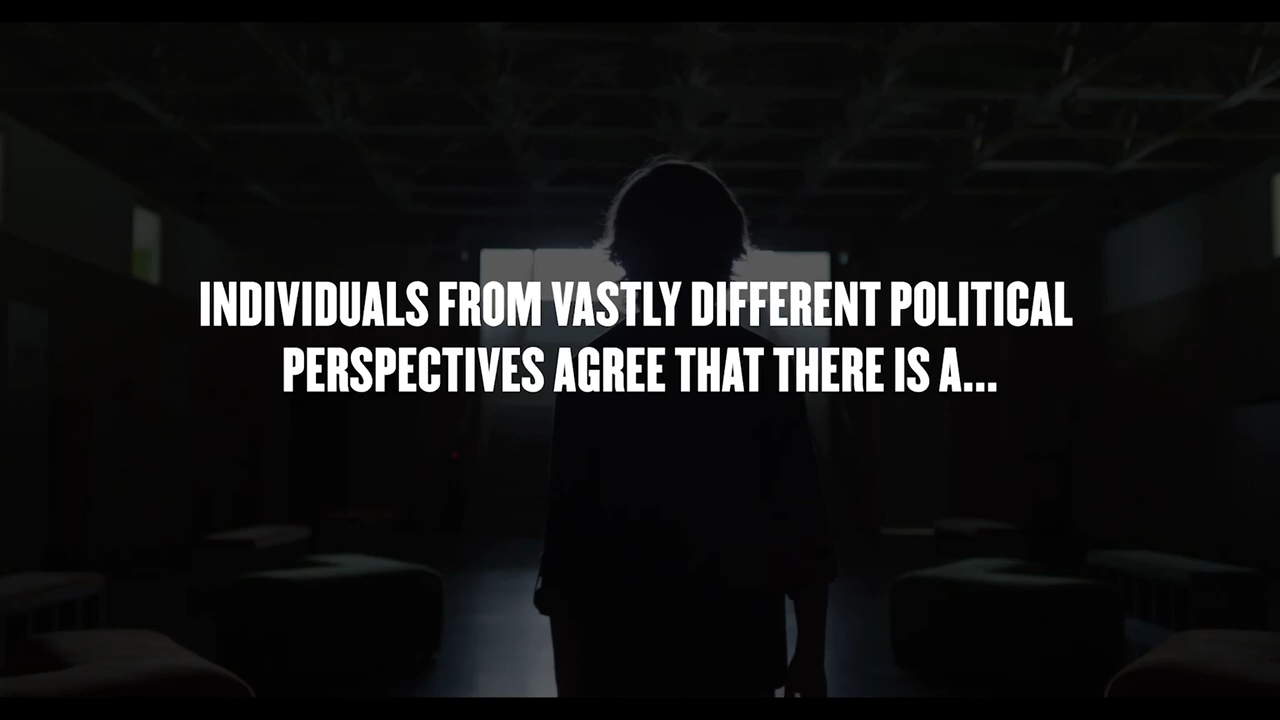 INDIVIDUALS FROM VASTLY DIFFERENT POLITICAL
PERSPECTIVES AGREE THAT THERE IS A...